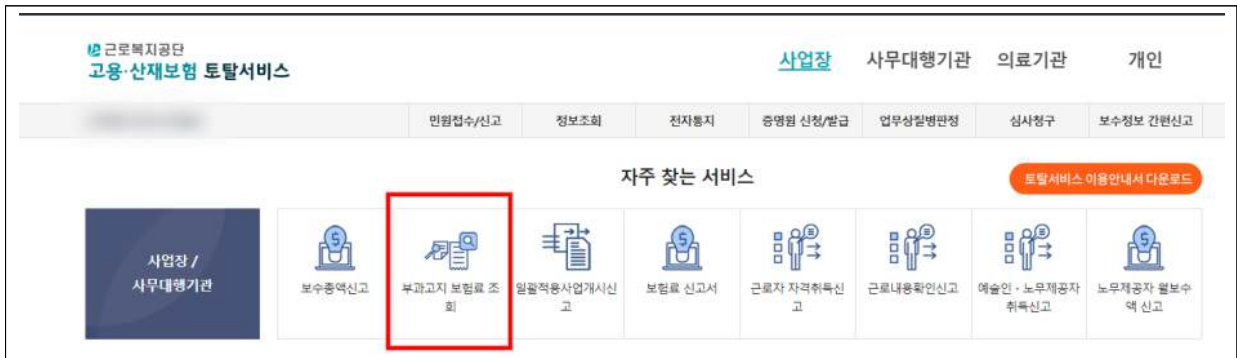 근로복지공단
고용·산재보험 토탈서비스
사업장 사무대행기관 의료기관 개인
민원접수/신고 정보조회 전자통지 증명원 신청/발급 업무상질병판정 심사청구 보수정보 간편신고
자주 찾는 서비스
토탈서비스 이용안내서 다운로드
사업장 /
사무대행기관
보수총액신고
부과고지 보험료 조
회
일괄적용사업개시신
고
보험료 신고서
근로자 자격취득신
고
근로내용확인신고
예술인·노무제공자
취득신고
노무제공자 월보수
액 신고